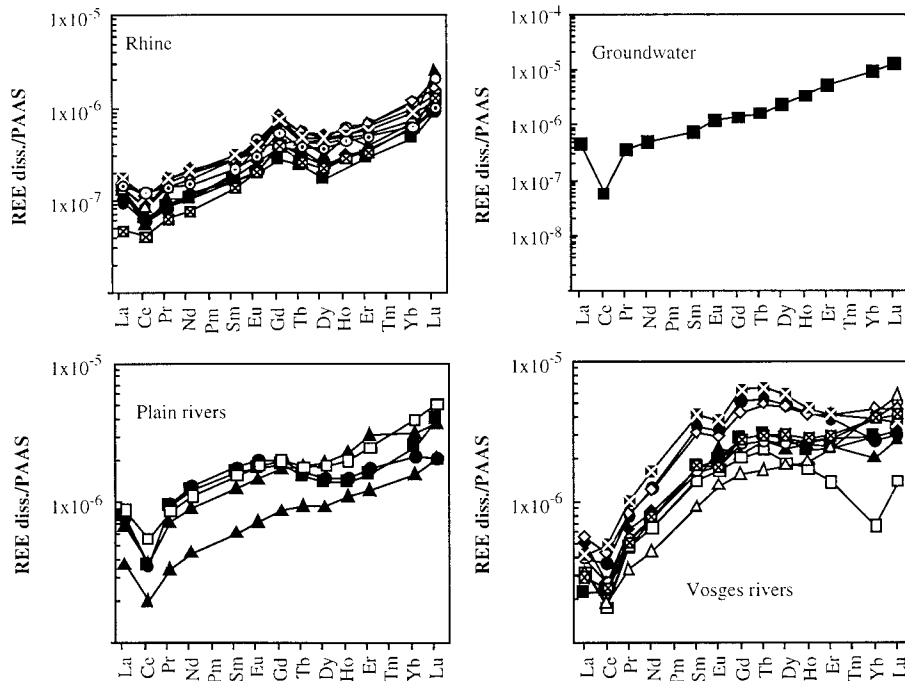 REE diss./PAAS
1x10-5
1x10-6
1x10-7
Rhine
La Ce Pr Nd Pm Sm Eu Gd Tb Dy Ho Er Tm Yb Lu
REE diss./PAAS
1x10-4
1x10-5
1x10-6
1x10-7
1x10-8
Groundwater
La Ce Pr Nd Pm Sm Eu Gd Tb Dy Ho Er Tm Yb Lu
REE diss./PAAS
1x10-5
1x10-6
Plain rivers
La Ce Pr Nd Pm Sm Eu Gd Tb Dy Ho Er Tm Yb Lu
REE diss./PAAS
1x10-5
1x10-6
Vosges rivers
La Ce Pr Nd Pm Sm Eu Gd Tb Dy Ho Er Tm Yb Lu